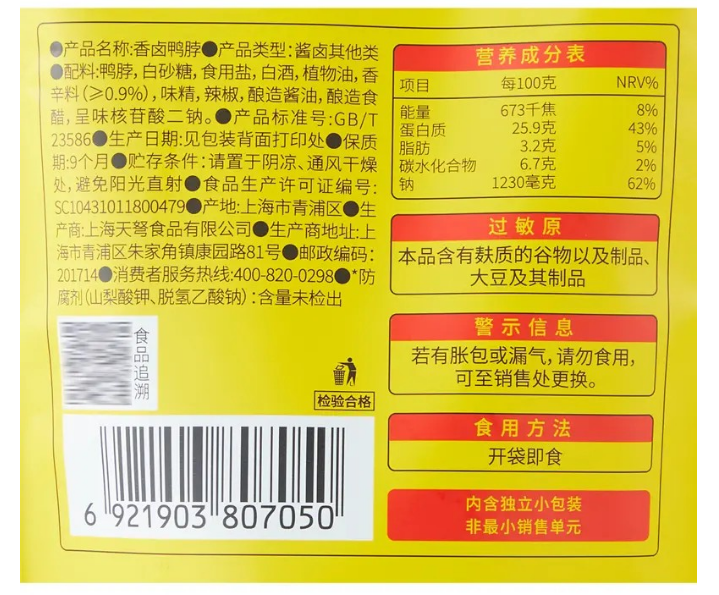 ●产品名称:香卤鸭脖●产品类型:酱卤其他类
●配料:鸭脖,白砂糖,食用盐,白酒,植物油,香
辛料(≥0.9%),味精,辣椒,酿造酱油,酿造食
醋,呈味核苷酸二钠。●产品标准号:GB/T
23586●生产日期:见包装背面打印处●保质
期:9个月●贮存条件:请置于阴凉、通风干燥
处,避免阳光直射●食品生产许可证编号:
SC10431011800479●产地:上海市青浦区●生
产商:上海天弩食品有限公司●生产商地址:上
海市青浦区朱家角镇康园路81号●邮政编码:
201714●消费者服务热线:400-820-0298●*防
腐剂(山梨酸钾、脱氢乙酸钠):含量未检出
食品追溯
检验合格
6 921903 807050
营养成分表
项目 每100克 NRV%
能量 673千焦 8%
蛋白质 25.9克 43%
脂肪 3.2克 5%
碳水化合物 6.7克 2%
钠 1230毫克 62%
过敏原
本品含有麸质的谷物以及制品、
大豆及其制品
警示信息
若有胀包或漏气,请勿食用,
可至销售处更换。
食用方法
开袋即食
内含独立小包装
非最小销售单元